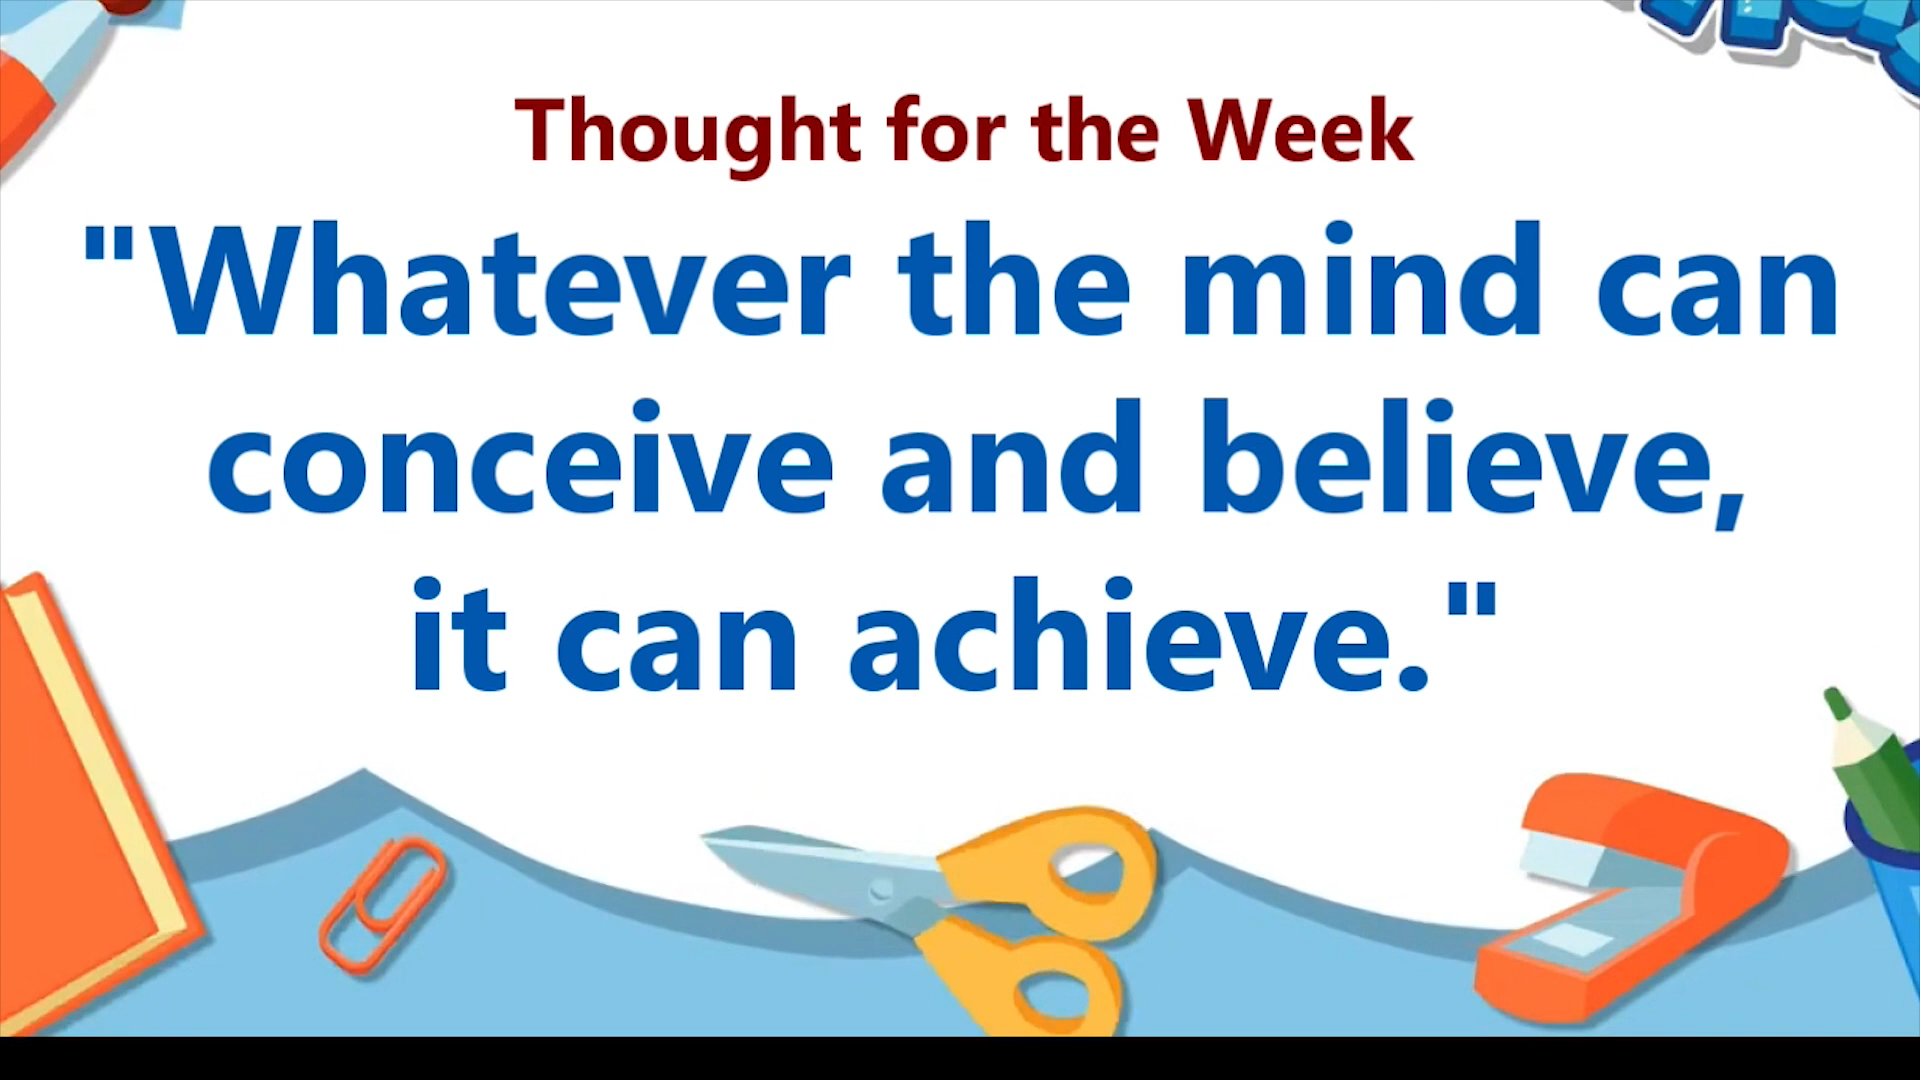 Thought for the Week
"Whatever the mind can
conceive and believe,
it can achieve."